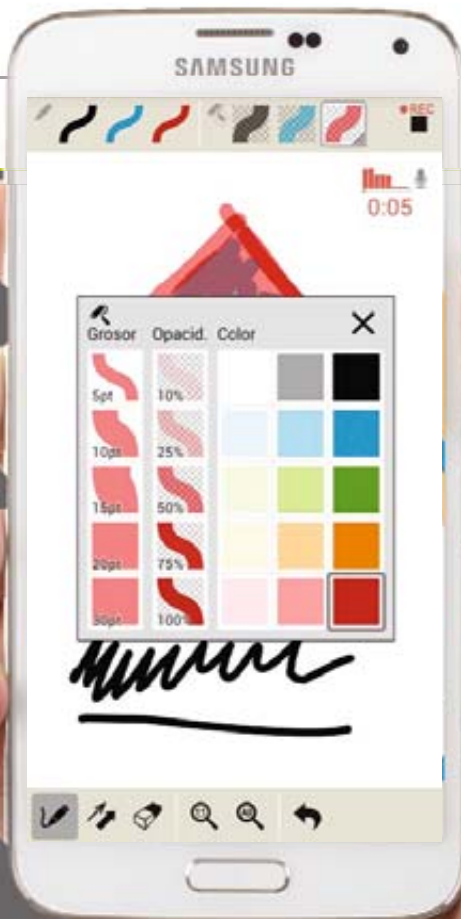 SAMSUNG
REC
0:05
Grosor Opacid. Color
5pt 10%
10pt 25%
15pt 50%
20pt 75%
30pt 100%